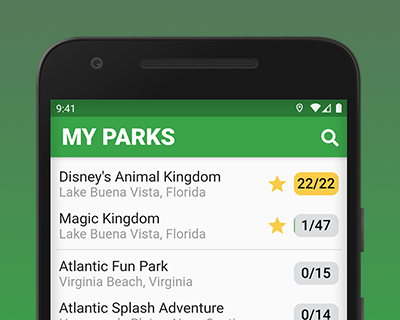 9:41
MY PARKS
Disney's Animal Kingdom
22/22
Lake Buena Vista, Florida
Magic Kingdom
1/47
Lake Buena Vista, Florida
Atlantic Fun Park
0/15
Virginia Beach, Virginia
Atlantic Splash Adventure
0/14